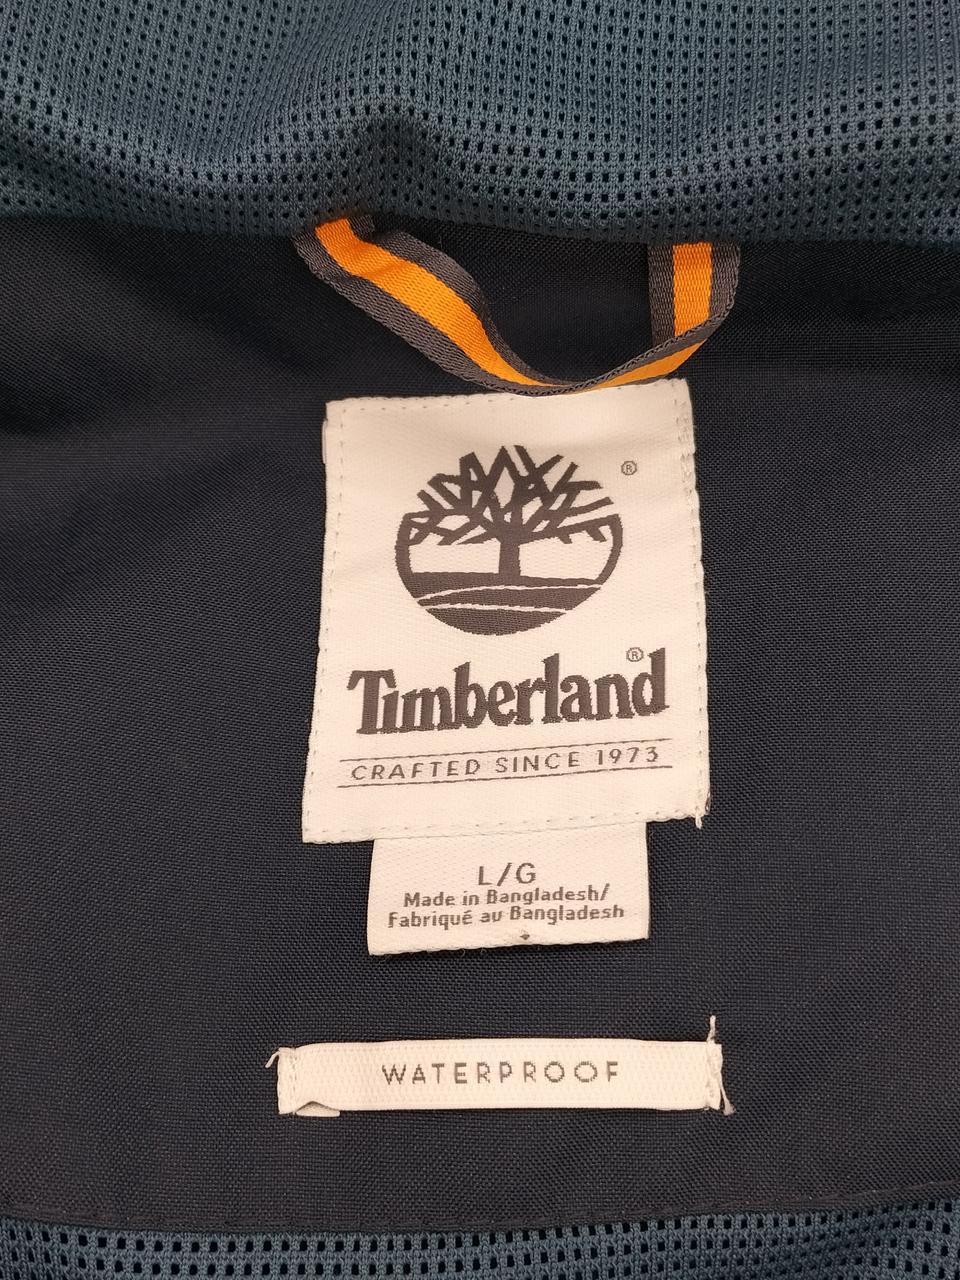 ®
Timberland®
CRAFTED SINCE 1973
L/G
Made in Bangladesh/
Fabriqué au Bangladesh
WATERPROOF